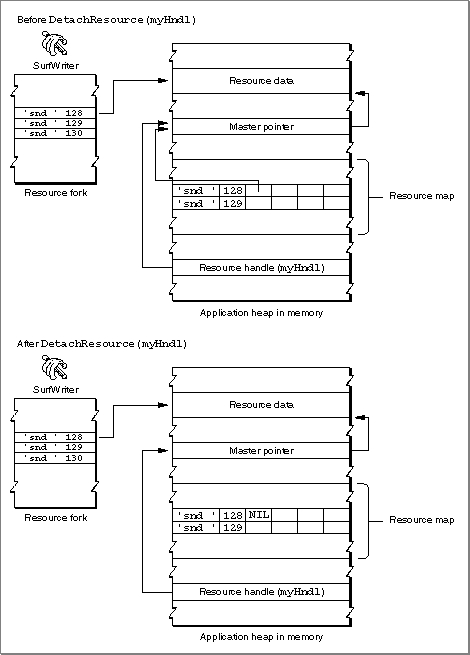 Before DetachResource(myHndl)
SurfWriter
'snd ' 128
'snd ' 129
'snd ' 130
Resource fork
Resource data
Master pointer
'snd ' 128
'snd ' 129
Resource map
Resource handle (myHndl)
Application heap in memory
After DetachResource(myHndl)
SurfWriter
'snd ' 128
'snd ' 129
'snd ' 130
Resource fork
Resource data
Master pointer
'snd ' 128 NIL
'snd ' 129
Resource map
Resource handle (myHndl)
Application heap in memory